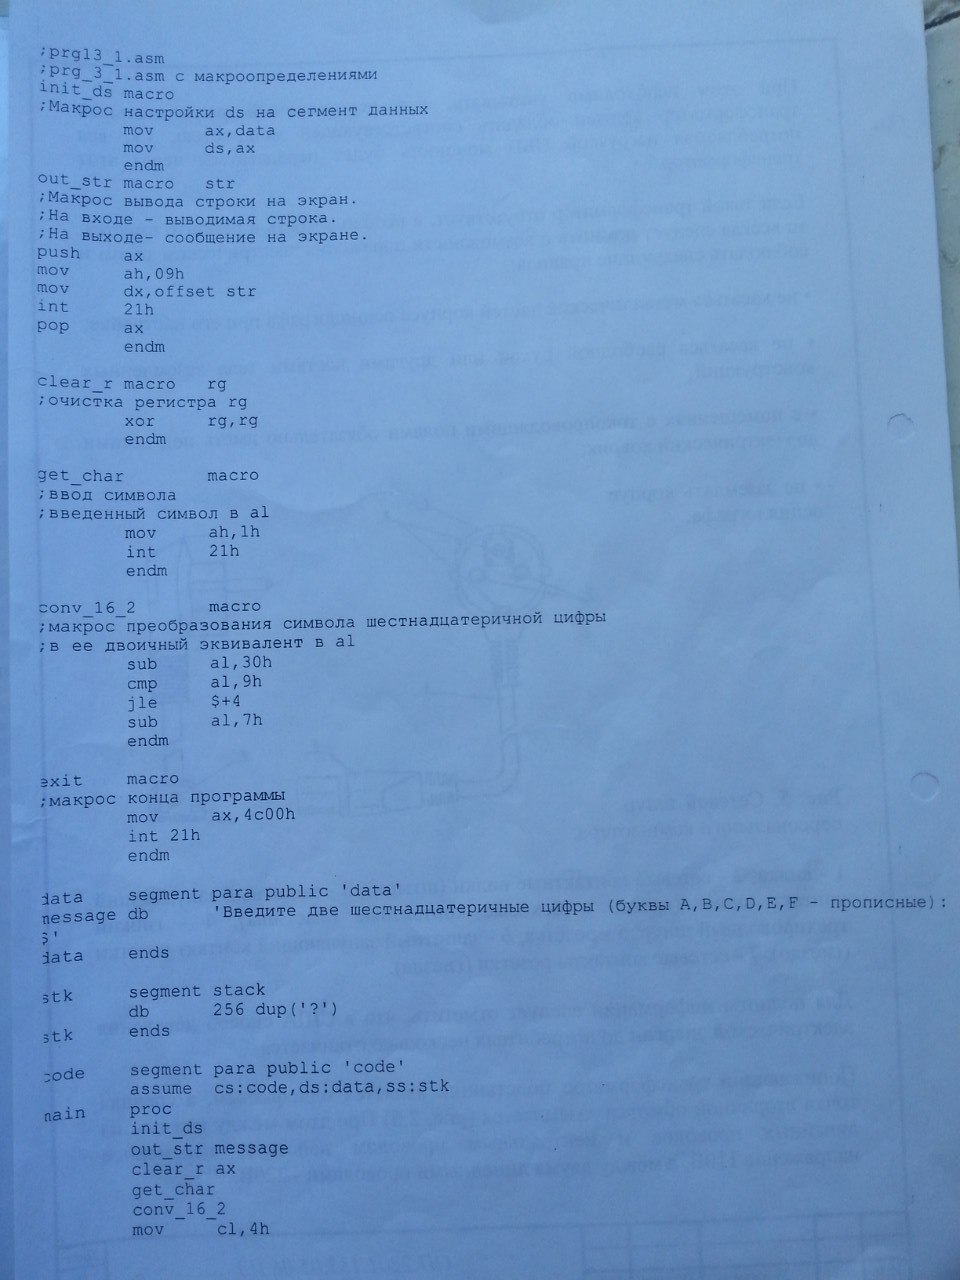 ;prg13_1.asm
;prg_3_1.asm с макроопределениями
init_ds macro
;Макрос настройки ds на сегмент данных
mov ax,data
mov ds,ax
endm
out_str macro str
;Макрос вывода строки на экран.
;На входе - выводимая строка.
;На выходе- сообщение на экране.
push ax
mov ah,09h
mov dx,offset str
int 21h
pop ax
endm
clear_r macro rg
;очистка регистра rg
xor rg,rg
endm
get_char macro
;ввод символа
;введенный символ в al
mov ah,1h
int 21h
endm
conv_16_2 macro
;макрос преобразования символа шестнадцатеричной цифры
;в ее двоичный эквивалент в al
sub al,30h
cmp al,9h
jle $+4
sub al,7h
endm
exit macro
;макрос конца программы
mov ax,4c00h
int 21h
endm
data segment para public 'data'
message db 'Введите две шестнадцатеричные цифры (буквы A,B,C,D,E,F - прописные):
$'
data ends
stk segment stack
db 256 dup('?')
stk ends
code segment para public 'code'
assume cs:code,ds:data,ss:stk
main proc
init_ds
out_str message
clear_r ax
get_char
conv_16_2
mov cl,4h